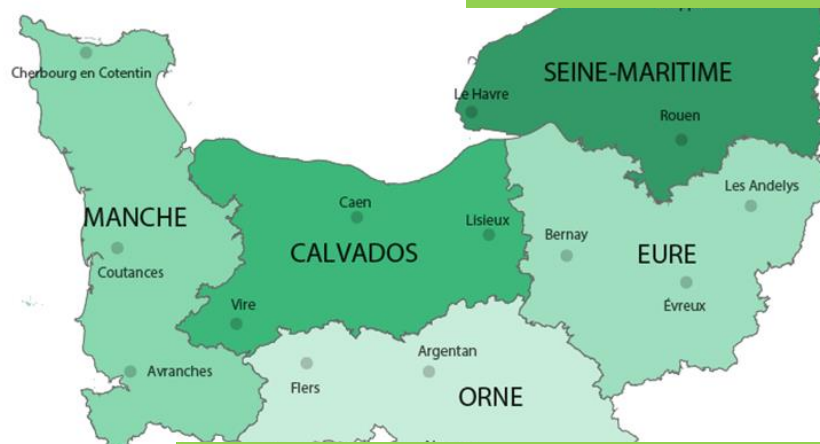 Cherbourg en Cotentin
SEINE-MARITIME
Le Havre
Rouen
Les Andelys
MANCHE
Caen
Lisieux
Bernay
CALVADOS
EURE
Coutances
Vire
Évreux
Avranches
Argentan
Flers
ORNE